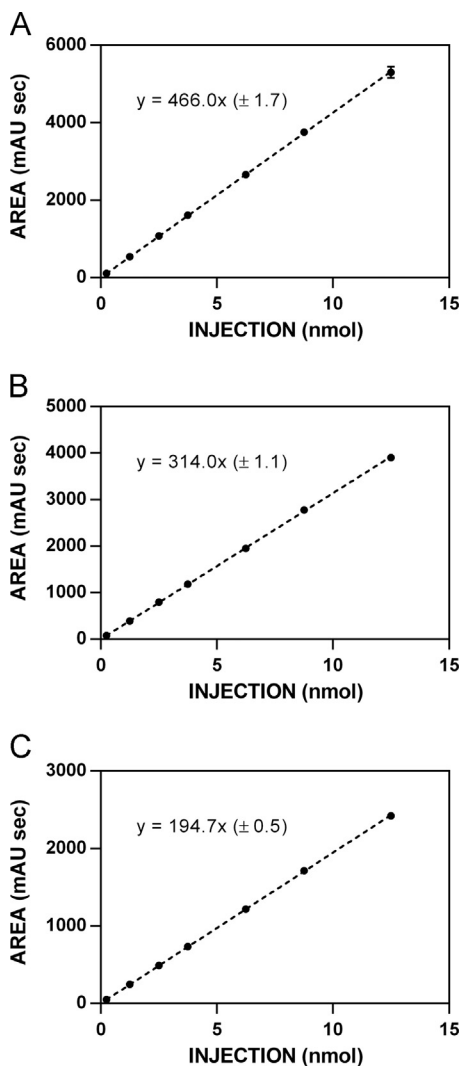 A
6000
4000
2000
0
AREA (mAU sec)
y = 466.0x (± 1.7)
0 5 10 15
INJECTION (nmol)
B
5000
4000
3000
2000
1000
0
AREA (mAU sec)
y = 314.0x (± 1.1)
0 5 10 15
INJECTION (nmol)
C
3000
2000
1000
0
AREA (mAU sec)
y = 194.7x (± 0.5)
0 5 10 15
INJECTION (nmol)